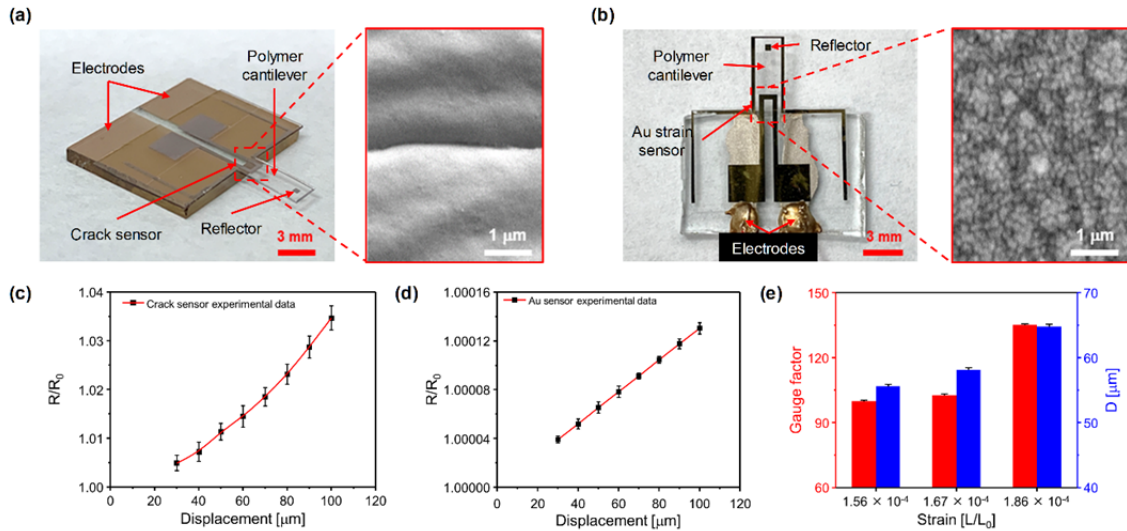 (a)
Electrodes
Polymer
cantilever
Crack sensor
Reflector
3 mm
1 μm
(b)
Reflector
Polymer
cantilever
Au strain
sensor
Electrodes
3 mm
1 μm
(c)
1.04
1.03
1.02
1.01
1.00
R/R0
Crack sensor experimental data
0 20 40 60 80 100 120
Displacement [μm]
(d)
1.00016
1.00012
1.00008
1.00004
1.00000
R/R0
Au sensor experimental data
0 20 40 60 80 100 120
Displacement [μm]
(e)
150
120
90
60
Gauge factor
70
60
50
40
D [μm]
1.56 × 10-4 1.67 × 10-4 1.86 × 10-4
Strain [L/L0]